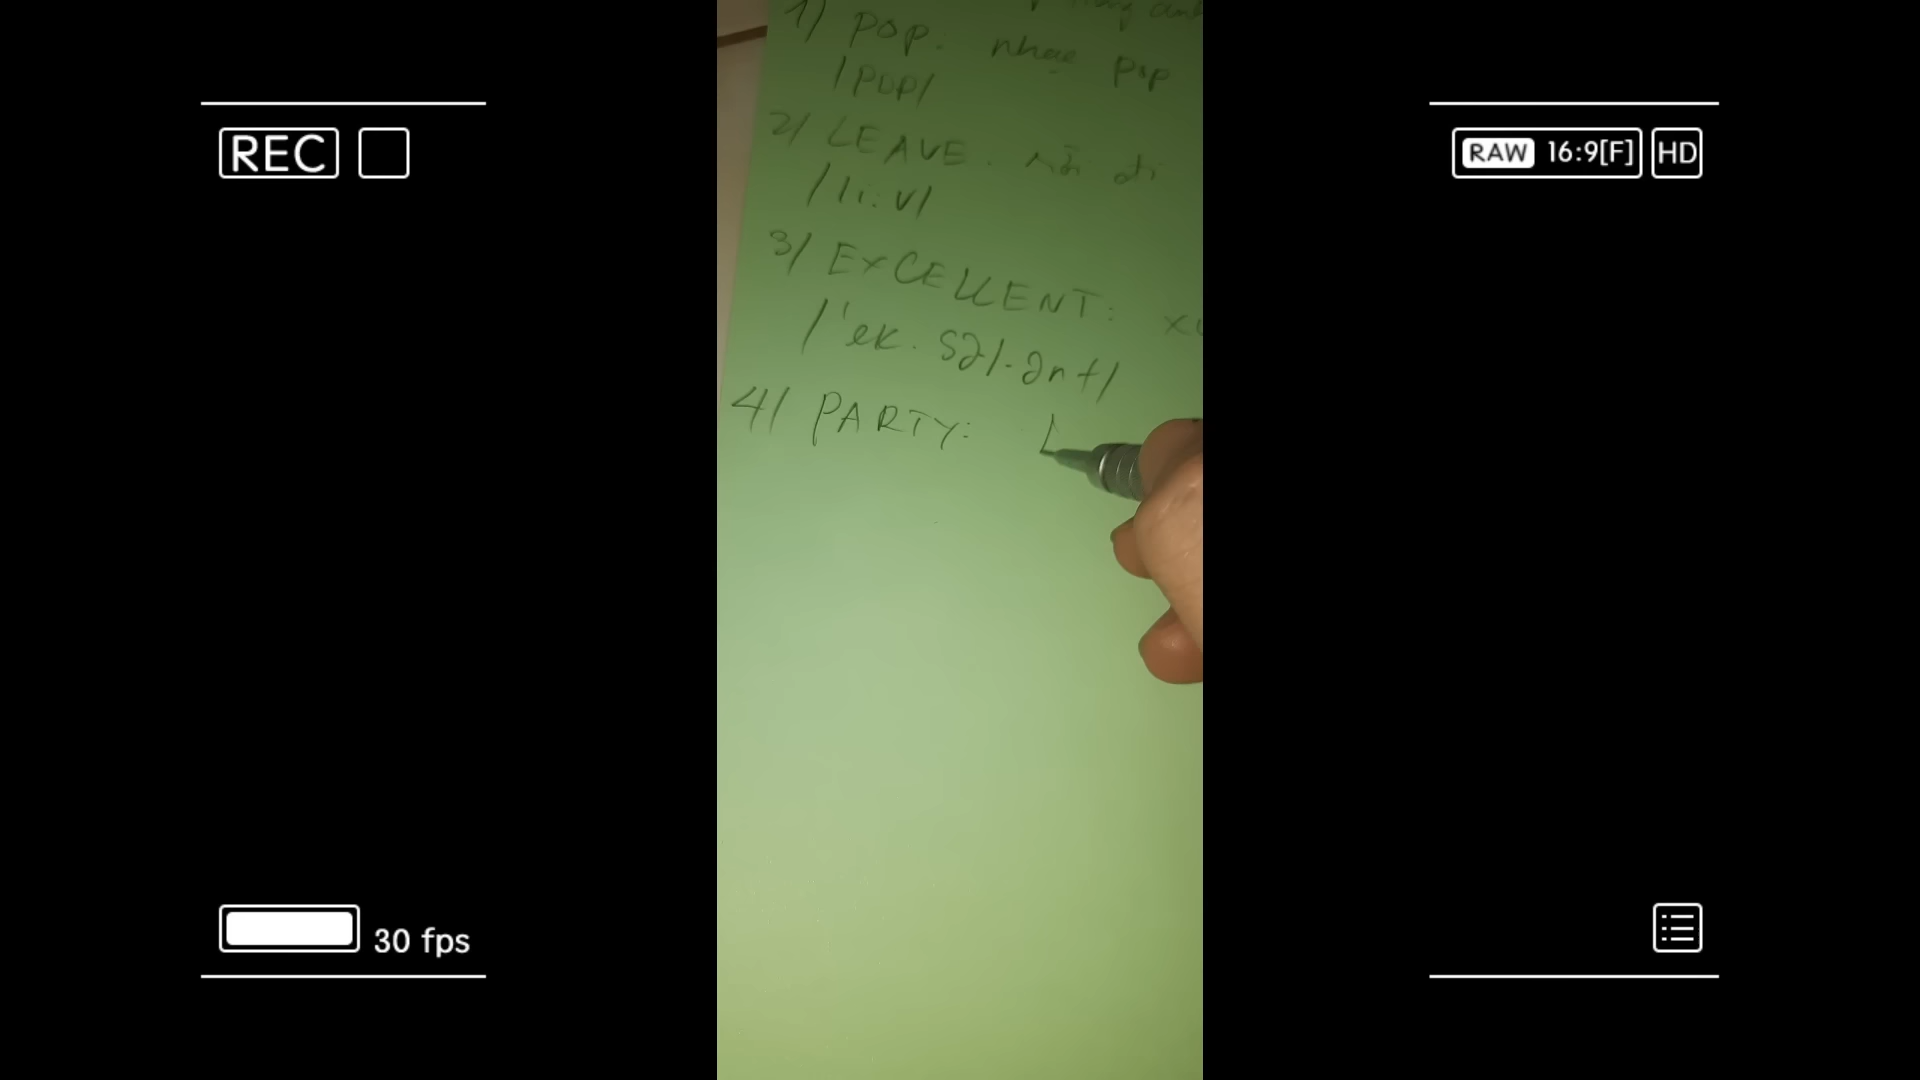 REC
RAW 16:9[F] HD
1) POP: nhạc pop
/pɒp/
2/ LEAVE: rời đi
/li:v/
3/ EXCELLENT:
/'ek.səl.ənt/
4/ PARTY:
30 fps